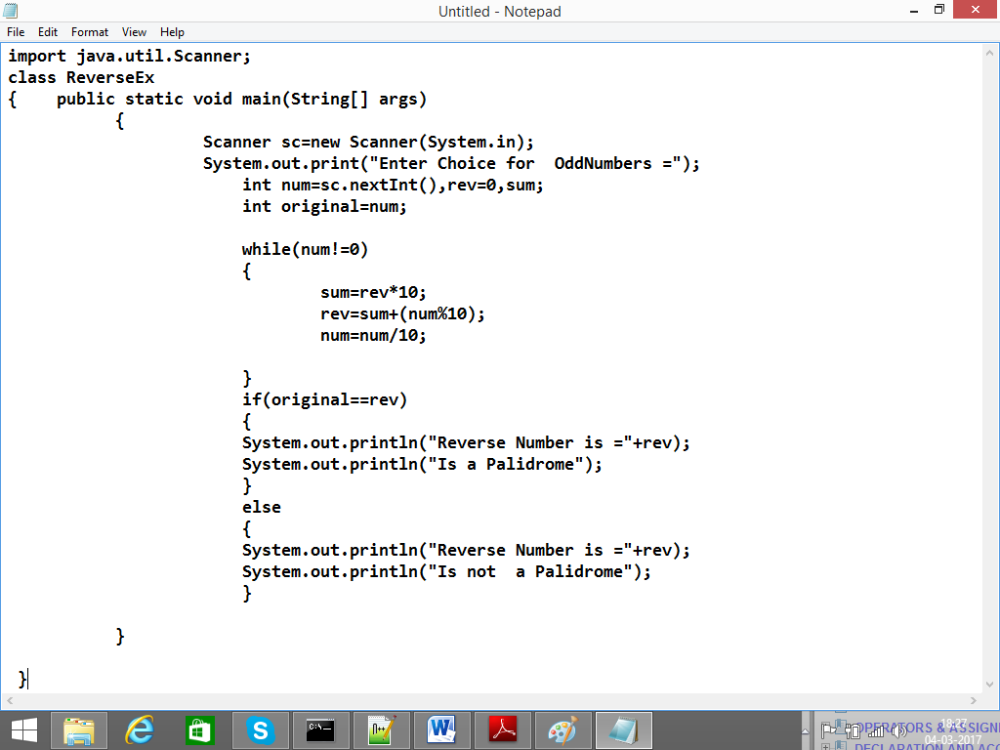 Untitled - Notepad
File Edit Format View Help
import java.util.Scanner;
class ReverseEx
{    public static void main(String[] args)
{
Scanner sc=new Scanner(System.in);
System.out.print("Enter Choice for  OddNumbers =");
int num=sc.nextInt(),rev=0,sum;
int original=num;
while(num!=0)
{
sum=rev*10;
rev=sum+(num%10);
num=num/10;
}
if(original==rev)
{
System.out.println("Reverse Number is ="+rev);
System.out.println("Is a Palidrome");
}
else
{
System.out.println("Reverse Number is ="+rev);
System.out.println("Is not  a Palidrome");
}
}
}
18:27
OPERATORS & ASSIGN
04-03-2017
DECLARATION AND ACC